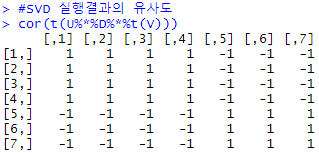 > #SVD 실행결과의 유사도
> cor(t(U%*%D%*%t(V)))
     [,1] [,2] [,3] [,4] [,5] [,6] [,7]
[1,]    1    1    1    1   -1   -1   -1
[2,]    1    1    1    1   -1   -1   -1
[3,]    1    1    1    1   -1   -1   -1
[4,]    1    1    1    1   -1   -1   -1
[5,]   -1   -1   -1   -1    1    1    1
[6,]   -1   -1   -1   -1    1    1    1
[7,]   -1   -1   -1   -1    1    1    1